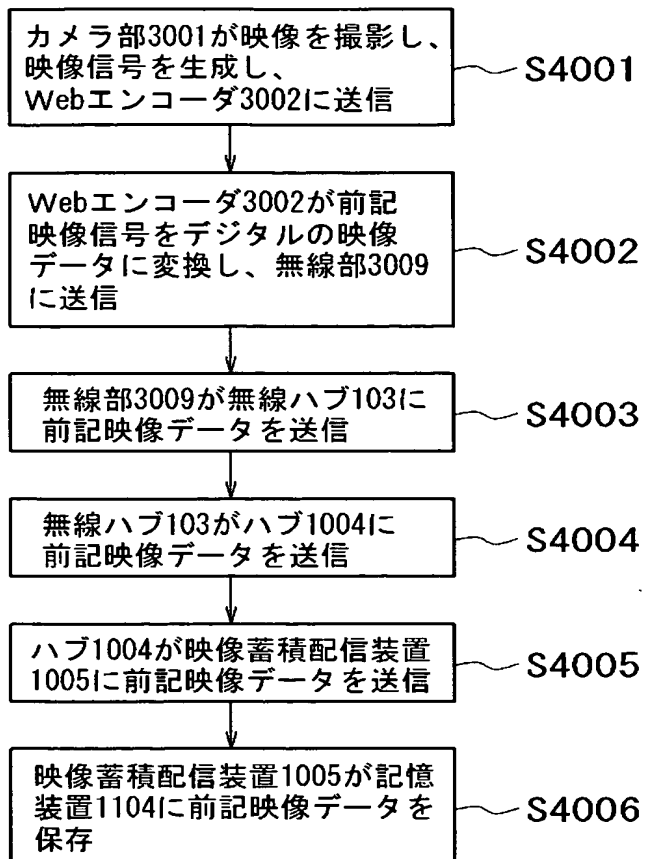 カメラ部3001が映像を撮影し、
映像信号を生成し、
Webエンコーダ3002に送信
S4001
Webエンコーダ3002が前記
映像信号をデジタルの映像
データに変換し、無線部3009
に送信
S4002
無線部3009が無線ハブ103に
前記映像データを送信
S4003
無線ハブ103がハブ1004に
前記映像データを送信
S4004
ハブ1004が映像蓄積配信装置
1005に前記映像データを送信
S4005
映像蓄積配信装置1005が記憶
装置1104に前記映像データを
保存
S4006